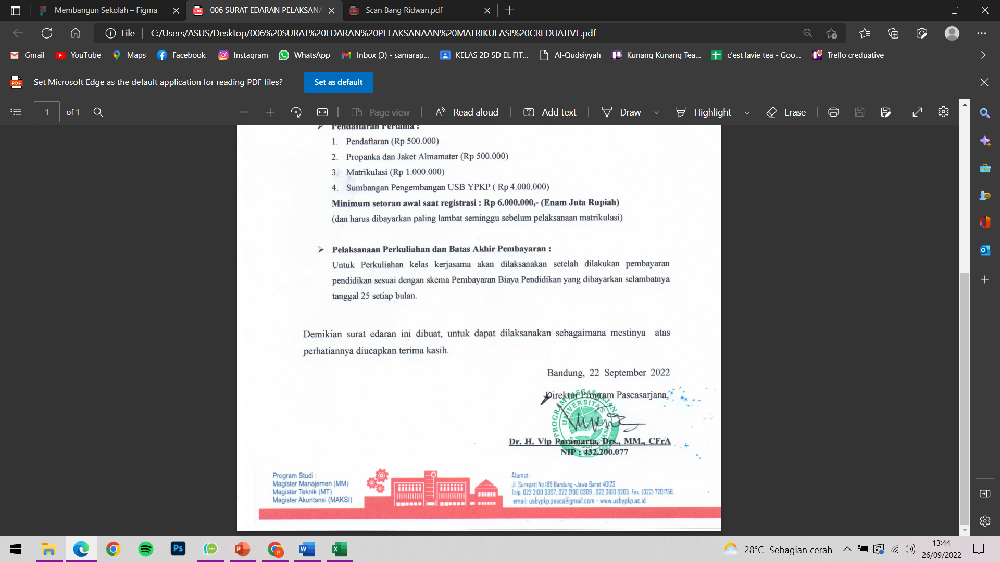 Membangun Sekolah – Figma
006 SURAT EDARAN PELAKSANA
Scan Bang Ridwan.pdf
File
C:/Users/ASUS/Desktop/006%20SURAT%20EDARAN%20PELAKSANAAN%20MATRIKULASI%20CREDUATIVE.pdf
Gmail
YouTube
Maps
Facebook
Instagram
WhatsApp
Inbox (3) - samarap...
KELAS 2D SD EL FIT...
Al-Qudsiyyah
Kunang Kunang Tea...
c'est lavie tea - Goo...
Trello creduative
Set Microsoft Edge as the default application for reading PDF files?
Set as default
1
of 1
Page view
Read aloud
Add text
Draw
Highlight
Erase
Pendaftaran Pertama :
1. Pendaftaran (Rp 500.000)
2. Propanka dan Jaket Almamater (Rp 500.000)
3. Matrikulasi (Rp 1.000.000)
4. Sumbangan Pengembangan USB YPKP ( Rp 4.000.000)
Minimum setoran awal saat registrasi : Rp 6.000.000,- (Enam Juta Rupiah)
(dan harus dibayarkan paling lambat seminggu sebelum pelaksanaan matrikulasi)
Pelaksanaan Perkuliahan dan Batas Akhir Pembayaran :
Untuk Perkuliahan kelas kerjasama akan dilaksanakan setelah dilakukan pembayaran
pendidikan sesuai dengan skema Pembayaran Biaya Pendidikan yang dibayarkan selambatnya
tanggal 25 setiap bulan.
Demikian surat edaran ini dibuat, untuk dapat dilaksanakan sebagaimana mestinya atas
perhatiannya diucapkan terima kasih.
Bandung, 22 September 2022
Direktur Program Pascasarjana,
PROGRAM PASCASARJANA
UNIVERSITAS
Dr. H. Vip Paramarta, Drs., MM., CFrA
NIP : 432.200.077
Program Studi :
Magister Manajemen (MM)
Magister Teknik (MT)
Magister Akuntansi (MAKSI)
Alamat :
Jl. Surapati No.189 Bandung -Jawa Barat 40123
Telp. 022 2100 0307, 022 2100 0309 , 022 3100 0205. Fax. (022) 7201756.
email: usbypkp.pasca@gmail.com - www.usbypkp.ac.id
28°C Sebagian cerah
13:44
26/09/2022